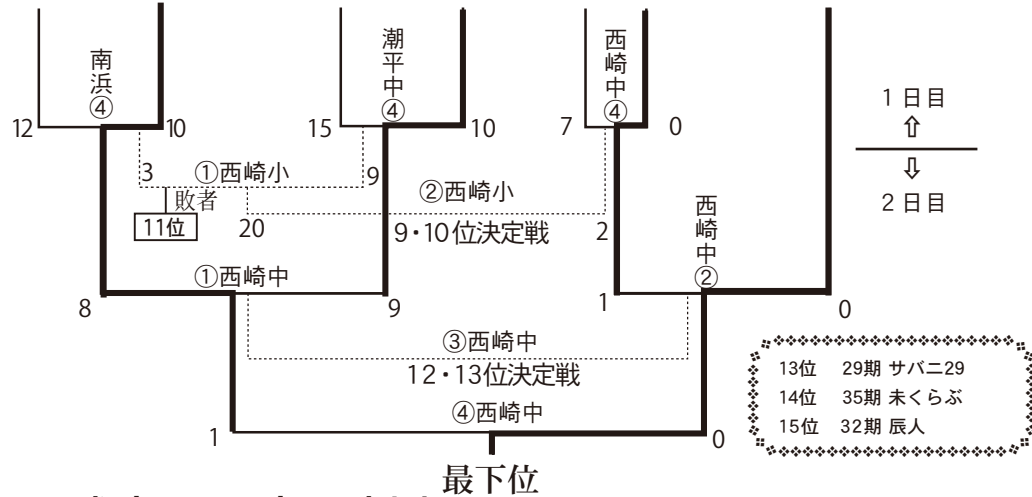 南浜④
潮平中④
西崎中④
12
10
15
10
7
0
1日目
⇧
⇩
2日目
3
①西崎小
9
敗者
11位
20
②西崎小
9・10位決定戦
2
西崎中②
①西崎中
8
9
1
0
③西崎中
12・13位決定戦
④西崎中
1
0
最下位
13位 29期 サバニ29
14位 35期 未くらぶ
15位 32期 辰人